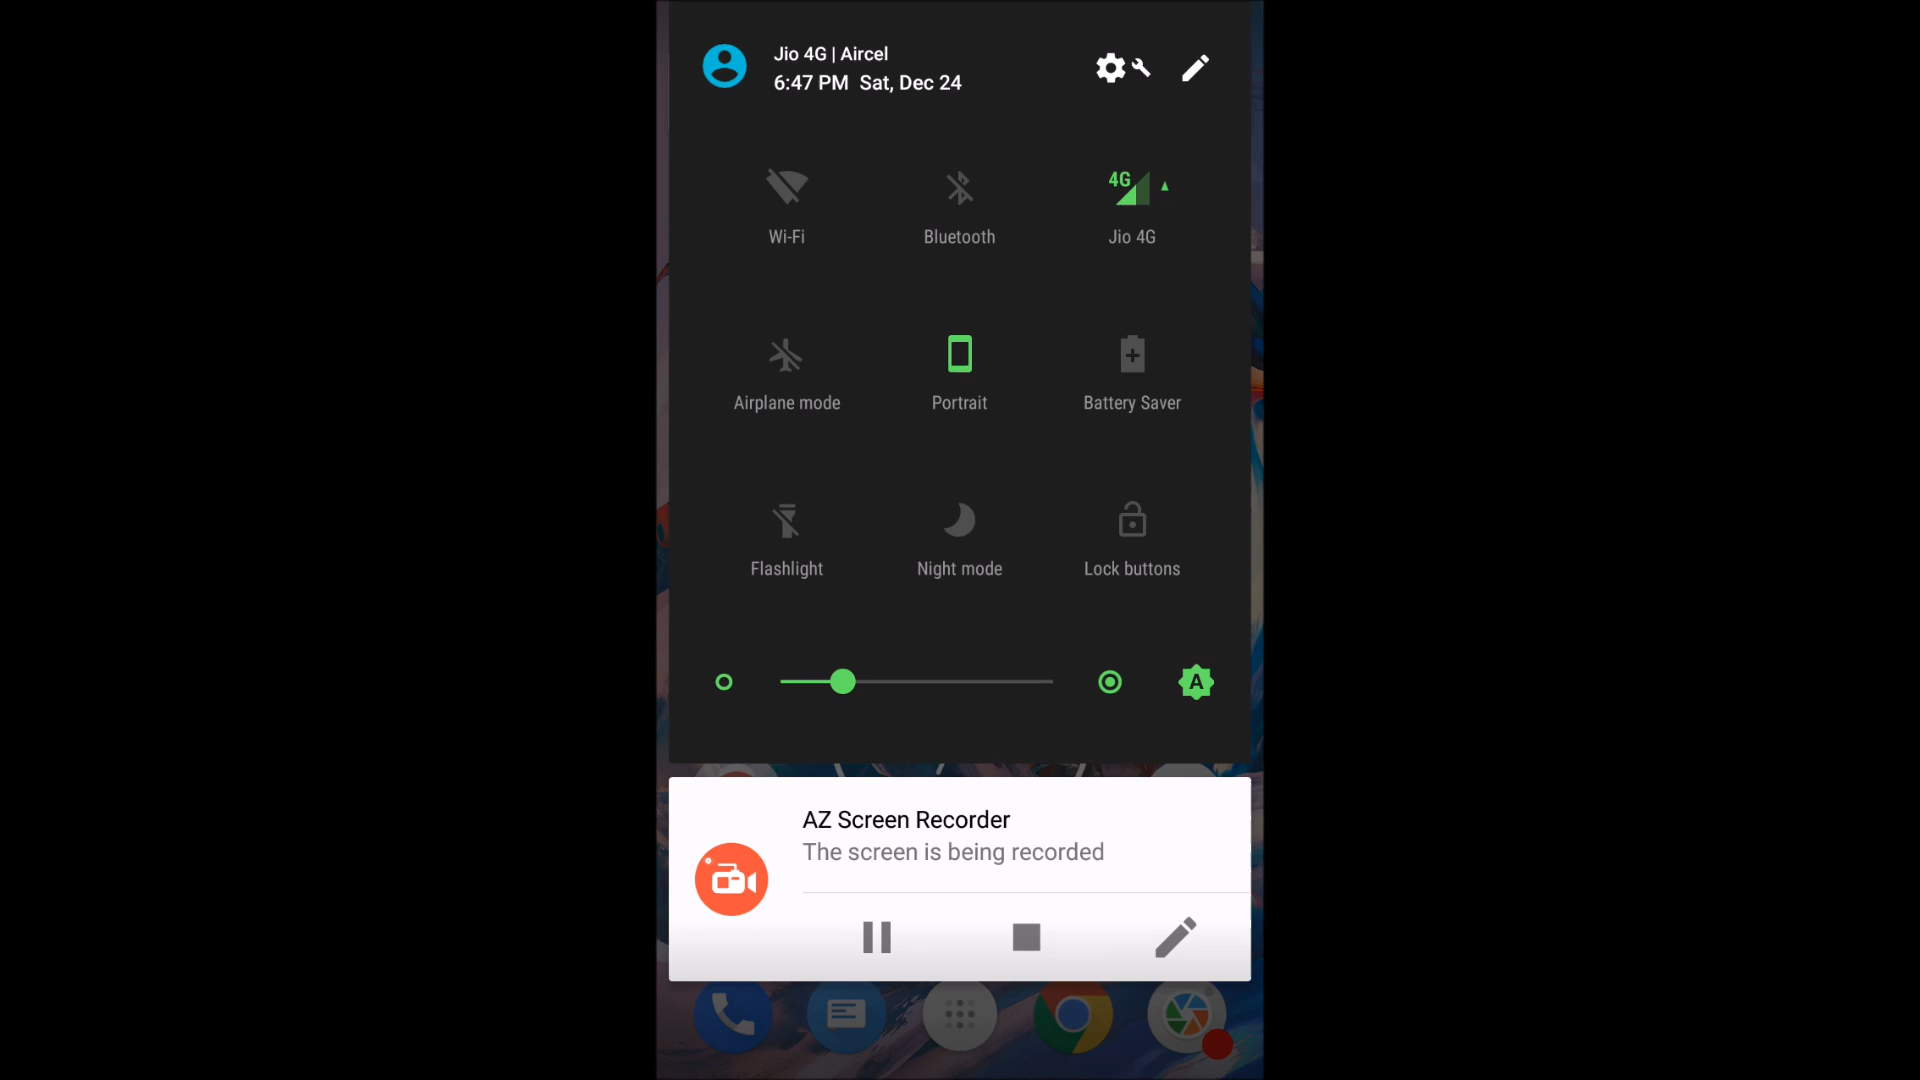 Jio 4G | Aircel
6:47 PM Sat, Dec 24
4G
Wi-Fi
Bluetooth
Jio 4G
Airplane mode
Portrait
Battery Saver
Flashlight
Night mode
Lock buttons
A
AZ Screen Recorder
The screen is being recorded